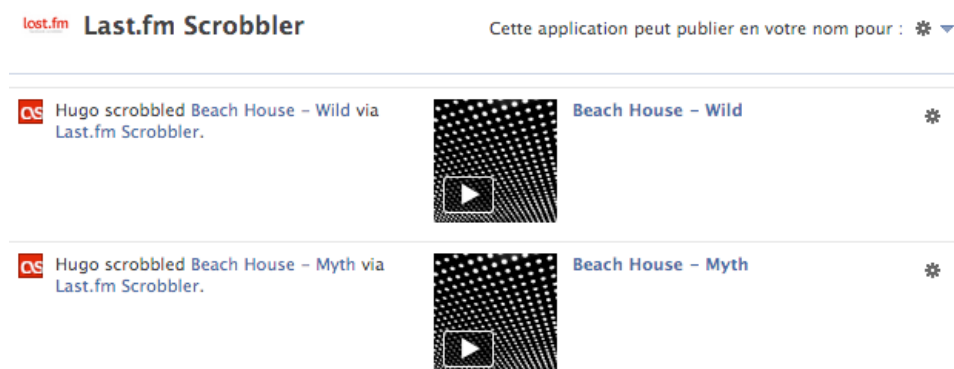 last.fm Last.fm Scrobbler Cette application peut publier en votre nom pour :
Hugo scrobbled Beach House – Wild via
Last.fm Scrobbler.
Beach House – Wild
Hugo scrobbled Beach House – Myth via
Last.fm Scrobbler.
Beach House – Myth